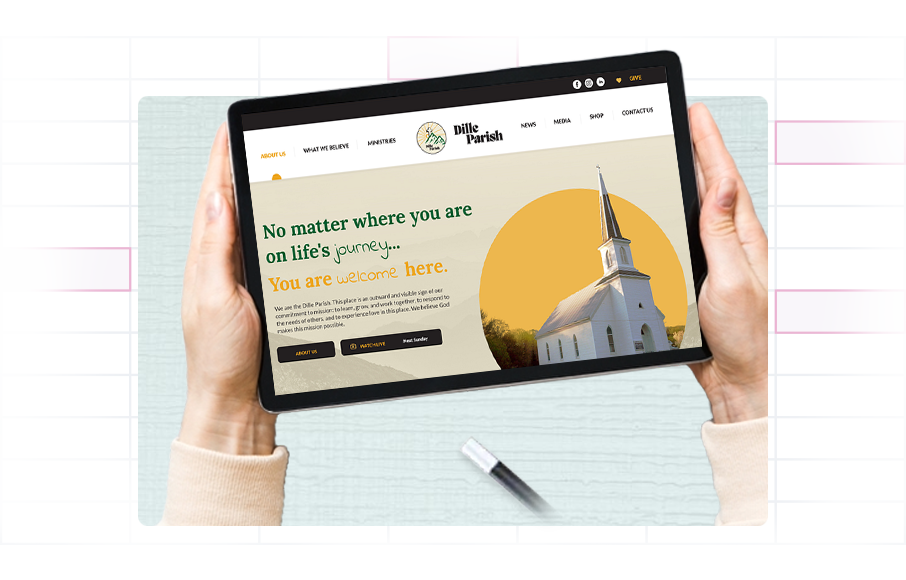 GIVE
ABOUT US
WHAT WE BELIEVE
MINISTRIES
Dille
Parish
Dille
Parish
NEWS
MEDIA
SHOP
CONTACT US
No matter where you are
on life's journey...
You are welcome here.
We are the Dille Parish. This place is an outward and visible sign of our
commitment to mission: to learn, grow, and work together, to respond to
the needs of others, and to experience love in this place. We believe God
makes this mission possible.
ABOUT US
WATCH LIVE
Next Sunday